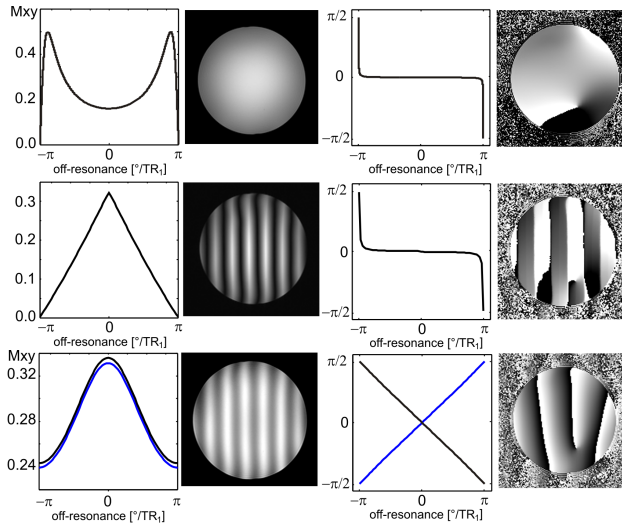 Mxy
0.4
0.2
0.0
−π
0
π
off-resonance [°/TR1]
π/2
0
−π/2
−π
0
π
off-resonance [°/TR1]
0.3
0.2
0.1
0.0
−π
0
π
off-resonance [°/TR1]
π/2
0
−π/2
−π
0
π
off-resonance [°/TR1]
Mxy
0.32
0.28
0.24
−π
0
π
off-resonance [°/TR1]
π/2
0
−π/2
−π
0
π
off-resonance [°/TR1]